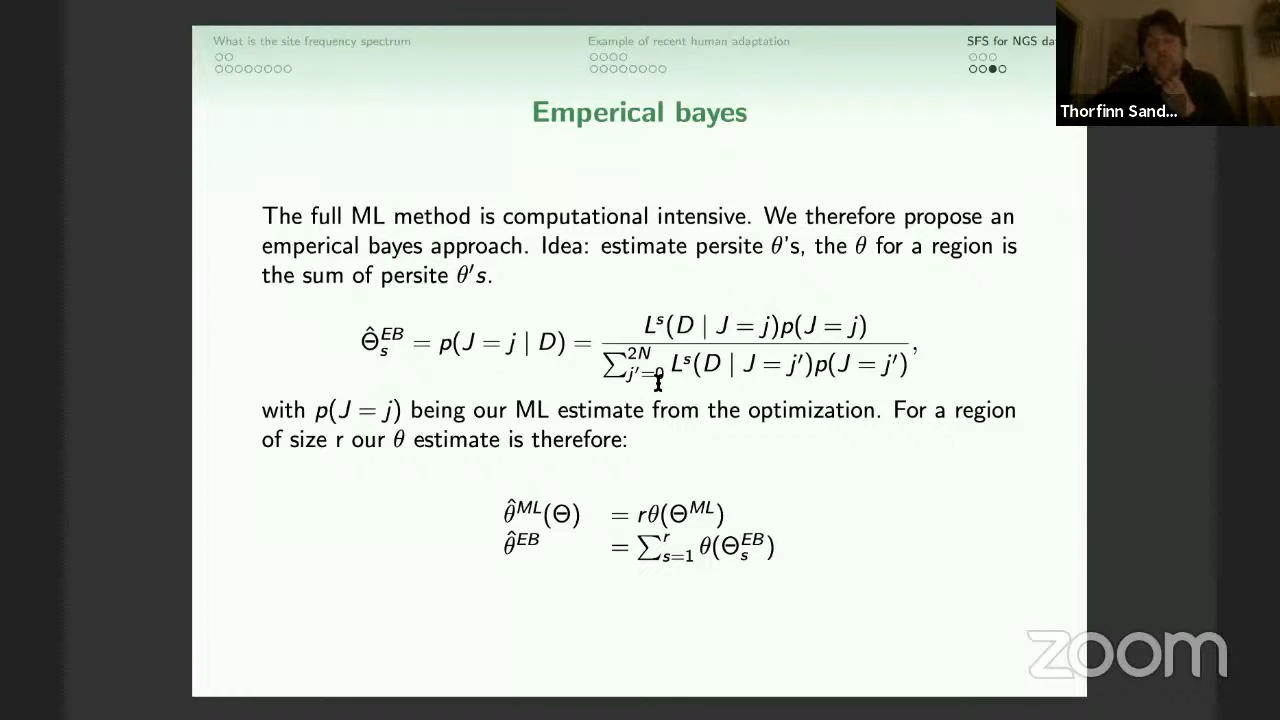 What is the site frequency spectrum
Example of recent human adaptation
SFS for NGS da
Thorfinn Sand...
Emperical bayes
The full ML method is computational intensive. We therefore propose an
emperical bayes approach. Idea: estimate persite θ's, the θ for a region is
the sum of persite θ's.
Θ̂_s^{EB} = p(J = j | D) = \frac{L^s(D | J = j)p(J = j)}{\sum_{j'=0}^{2N} L^s(D | J = j')p(J = j')},
with p(J = j) being our ML estimate from the optimization. For a region
of size r our θ estimate is therefore:
θ̂^{ML}(Θ) = rθ(Θ^{ML})
θ̂^{EB} = \sum_{s=1}^{r} θ(Θ_s^{EB})
zoom